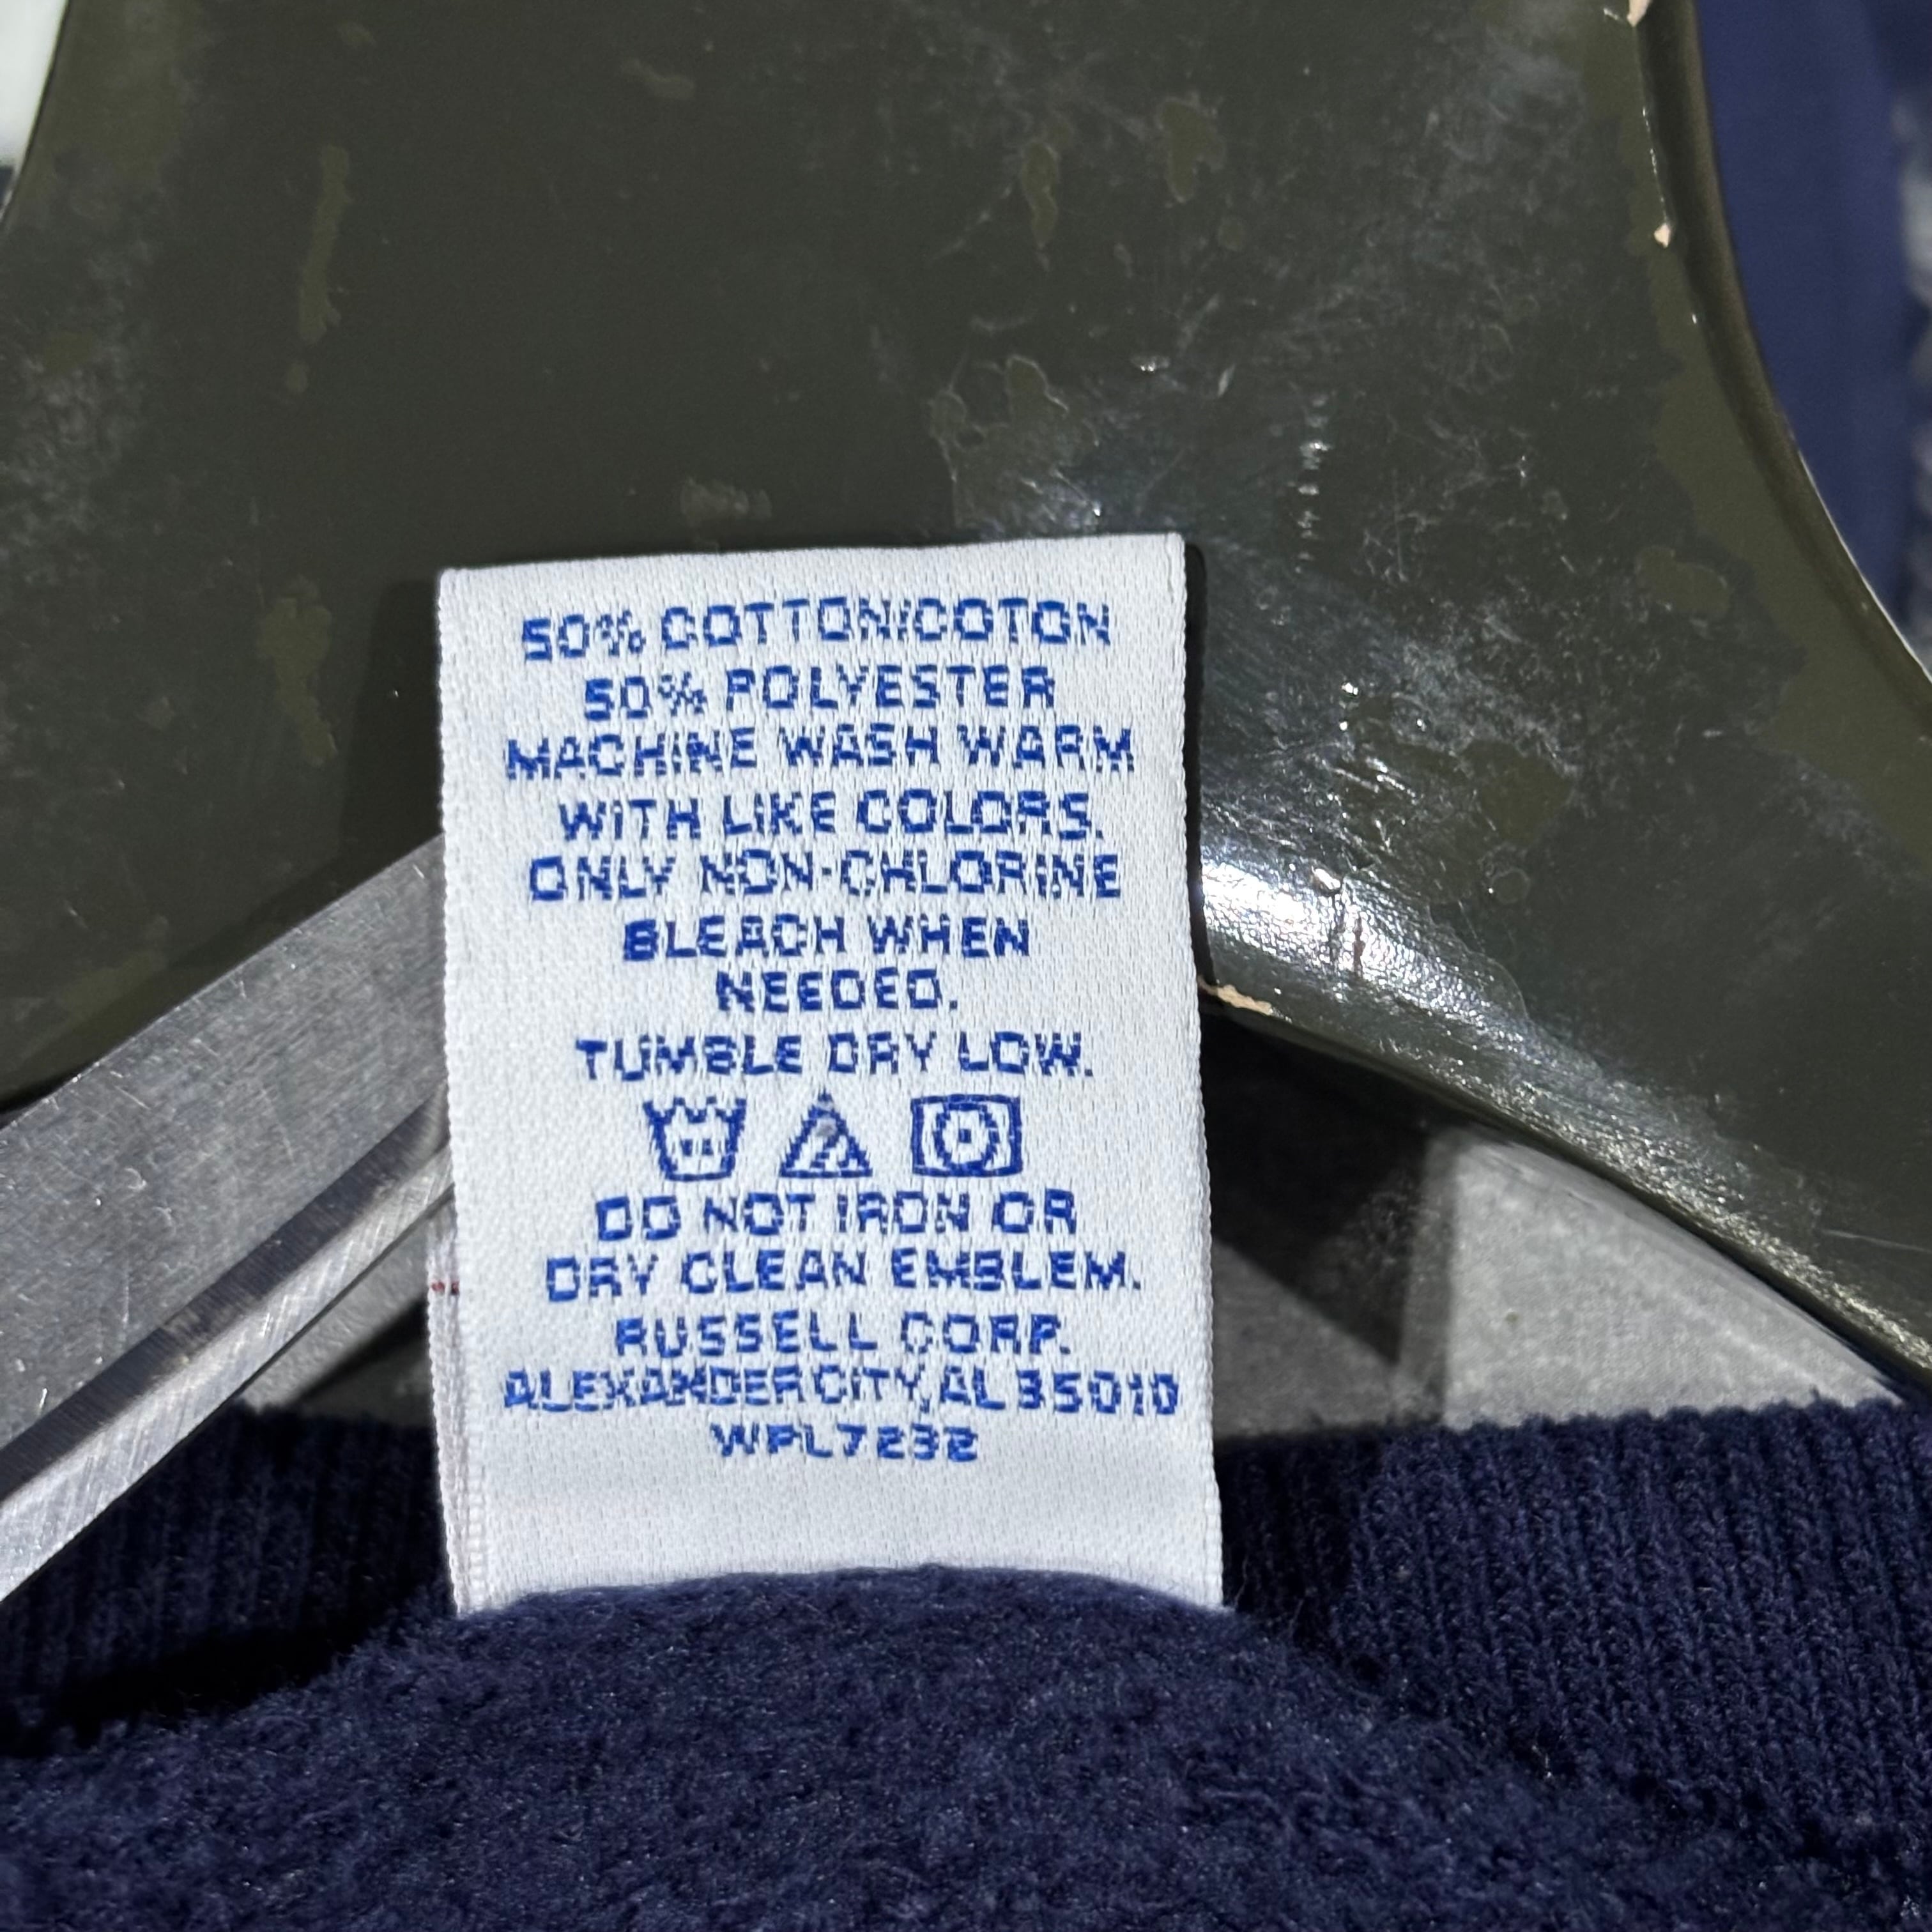 50% COTTON/COTON
50% POLYESTER
MACHINE WASH WARM
WITH LIKE COLORS.
ONLY NON-CHLORINE
BLEACH WHEN
NEEDED.
TUMBLE DRY LOW.
DO NOT IRON OR
DRY CLEAN EMBLEM.
RUSSELL CORP.
ALEXANDER CITY, AL 35010
WPL7232